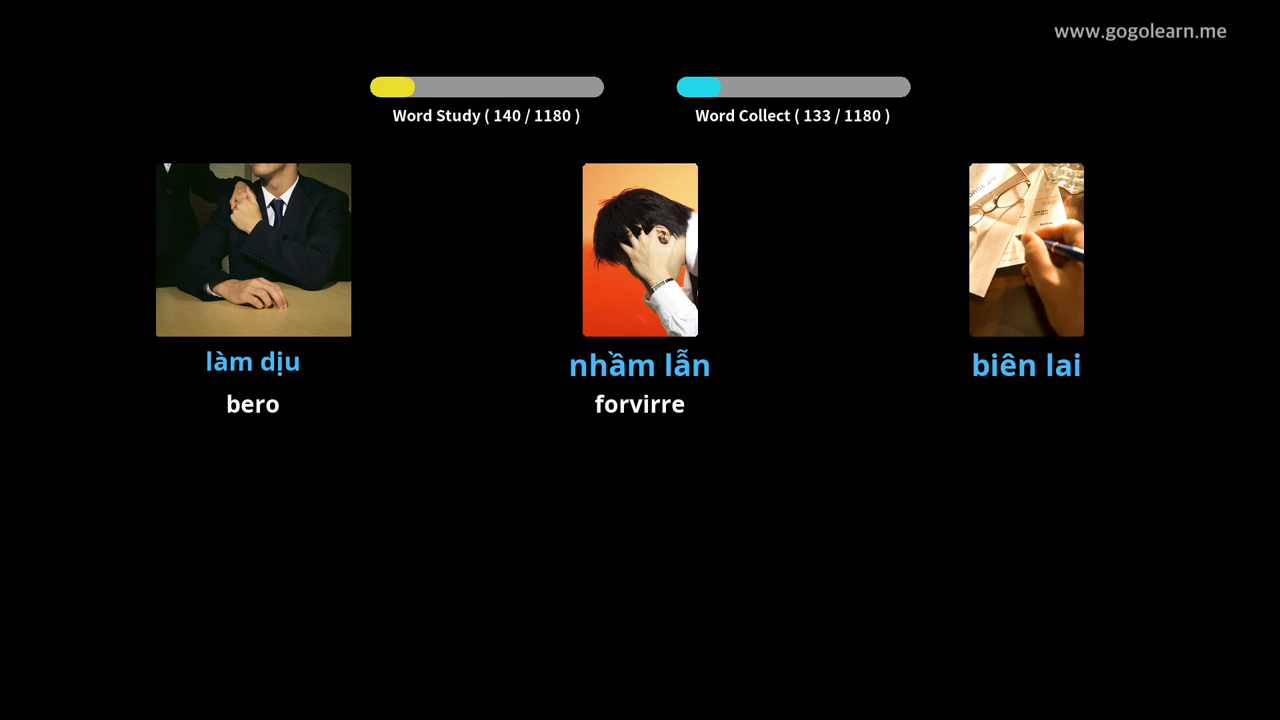 www.gogolearn.me
Word Study ( 140 / 1180 )
Word Collect ( 133 / 1180 )
làm dịu
nhầm lẫn
biên lai
bero
forvirre